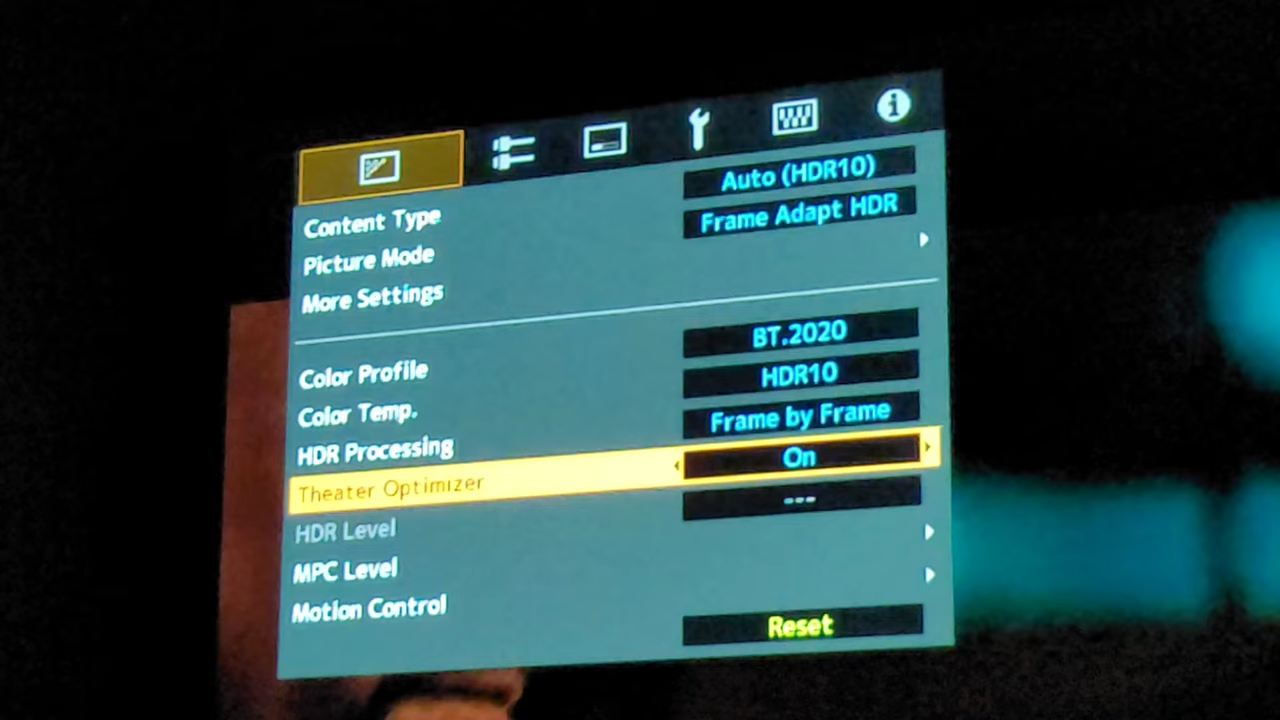 Content Type Auto (HDR10)
Picture Mode Frame Adapt HDR
More Settings
Color Profile BT.2020
Color Temp. HDR10
HDR Processing Frame by Frame
Theater Optimizer On
HDR Level ---
MPC Level
Motion Control
Reset